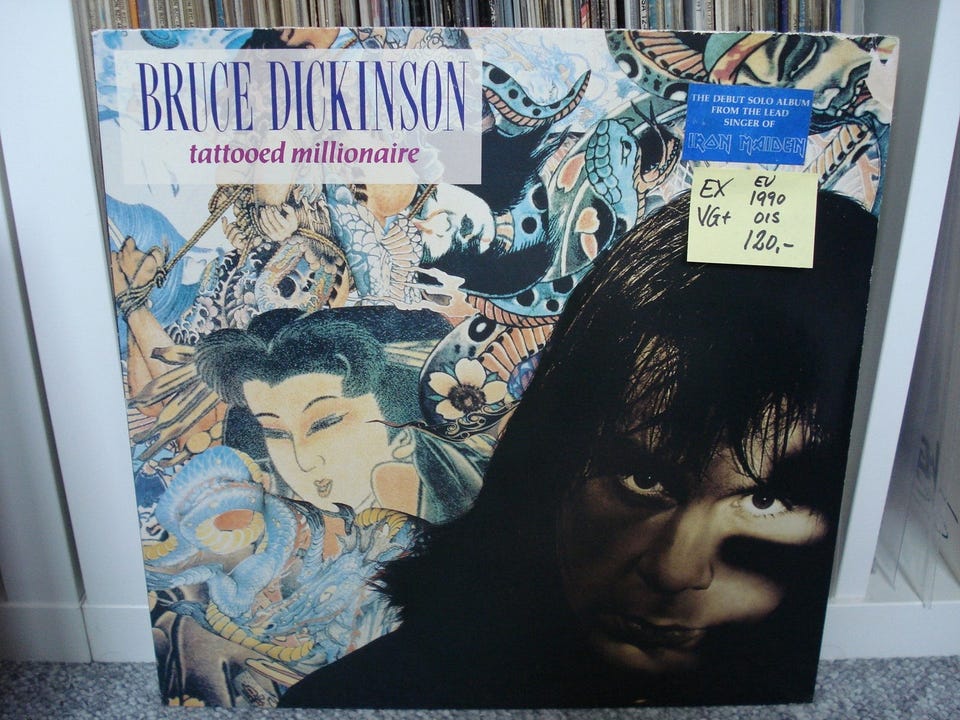 BRUCE DICKINSON
tattooed millionaire
THE DEBUT SOLO ALBUM
FROM THE LEAD
SINGER OF
IRON MAIDEN
EX EU
1990
VG+ OIS
120,-